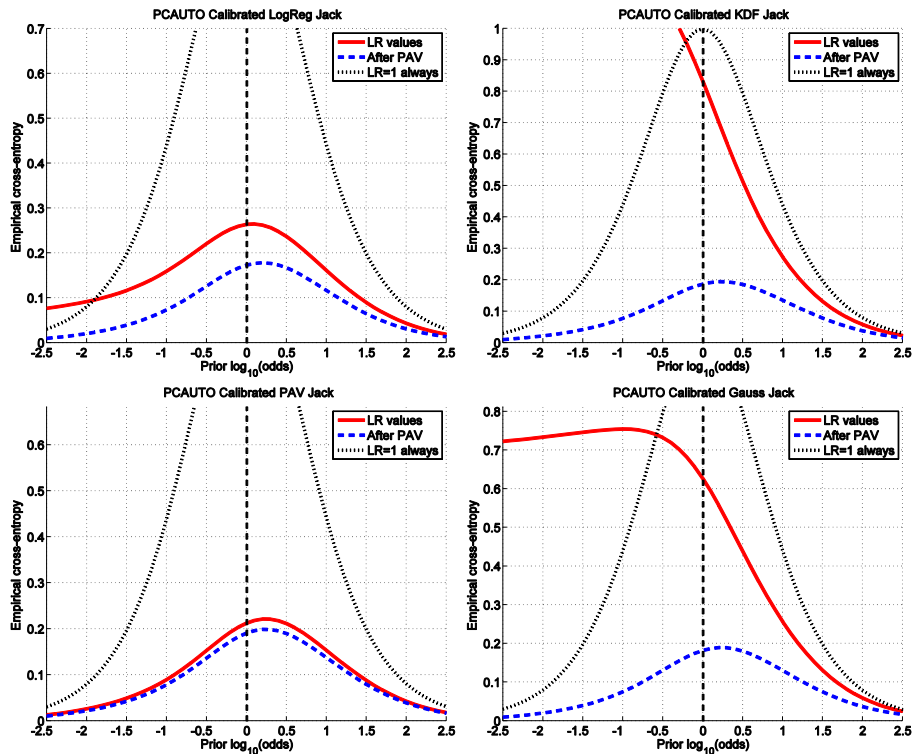 PCAUTO Calibrated LogReg Jack
0.7
0.6
0.5
0.4
0.3
0.2
0.1
0
Empirical cross-entropy
LR values
After PAV
LR=1 always
-2.5 -2 -1.5 -1 -0.5 0 0.5 1 1.5 2 2.5
Prior log10(odds)
PCAUTO Calibrated KDF Jack
1
0.9
0.8
0.7
0.6
0.5
0.4
0.3
0.2
0.1
0
Empirical cross-entropy
LR values
After PAV
LR=1 always
-2.5 -2 -1.5 -1 -0.5 0 0.5 1 1.5 2 2.5
Prior log10(odds)
PCAUTO Calibrated PAV Jack
0.6
0.5
0.4
0.3
0.2
0.1
0
Empirical cross-entropy
LR values
After PAV
LR=1 always
-2.5 -2 -1.5 -1 -0.5 0 0.5 1 1.5 2 2.5
Prior log10(odds)
PCAUTO Calibrated Gauss Jack
0.8
0.7
0.6
0.5
0.4
0.3
0.2
0.1
0
Empirical cross-entropy
LR values
After PAV
LR=1 always
-2.5 -2 -1.5 -1 -0.5 0 0.5 1 1.5 2 2.5
Prior log10(odds)